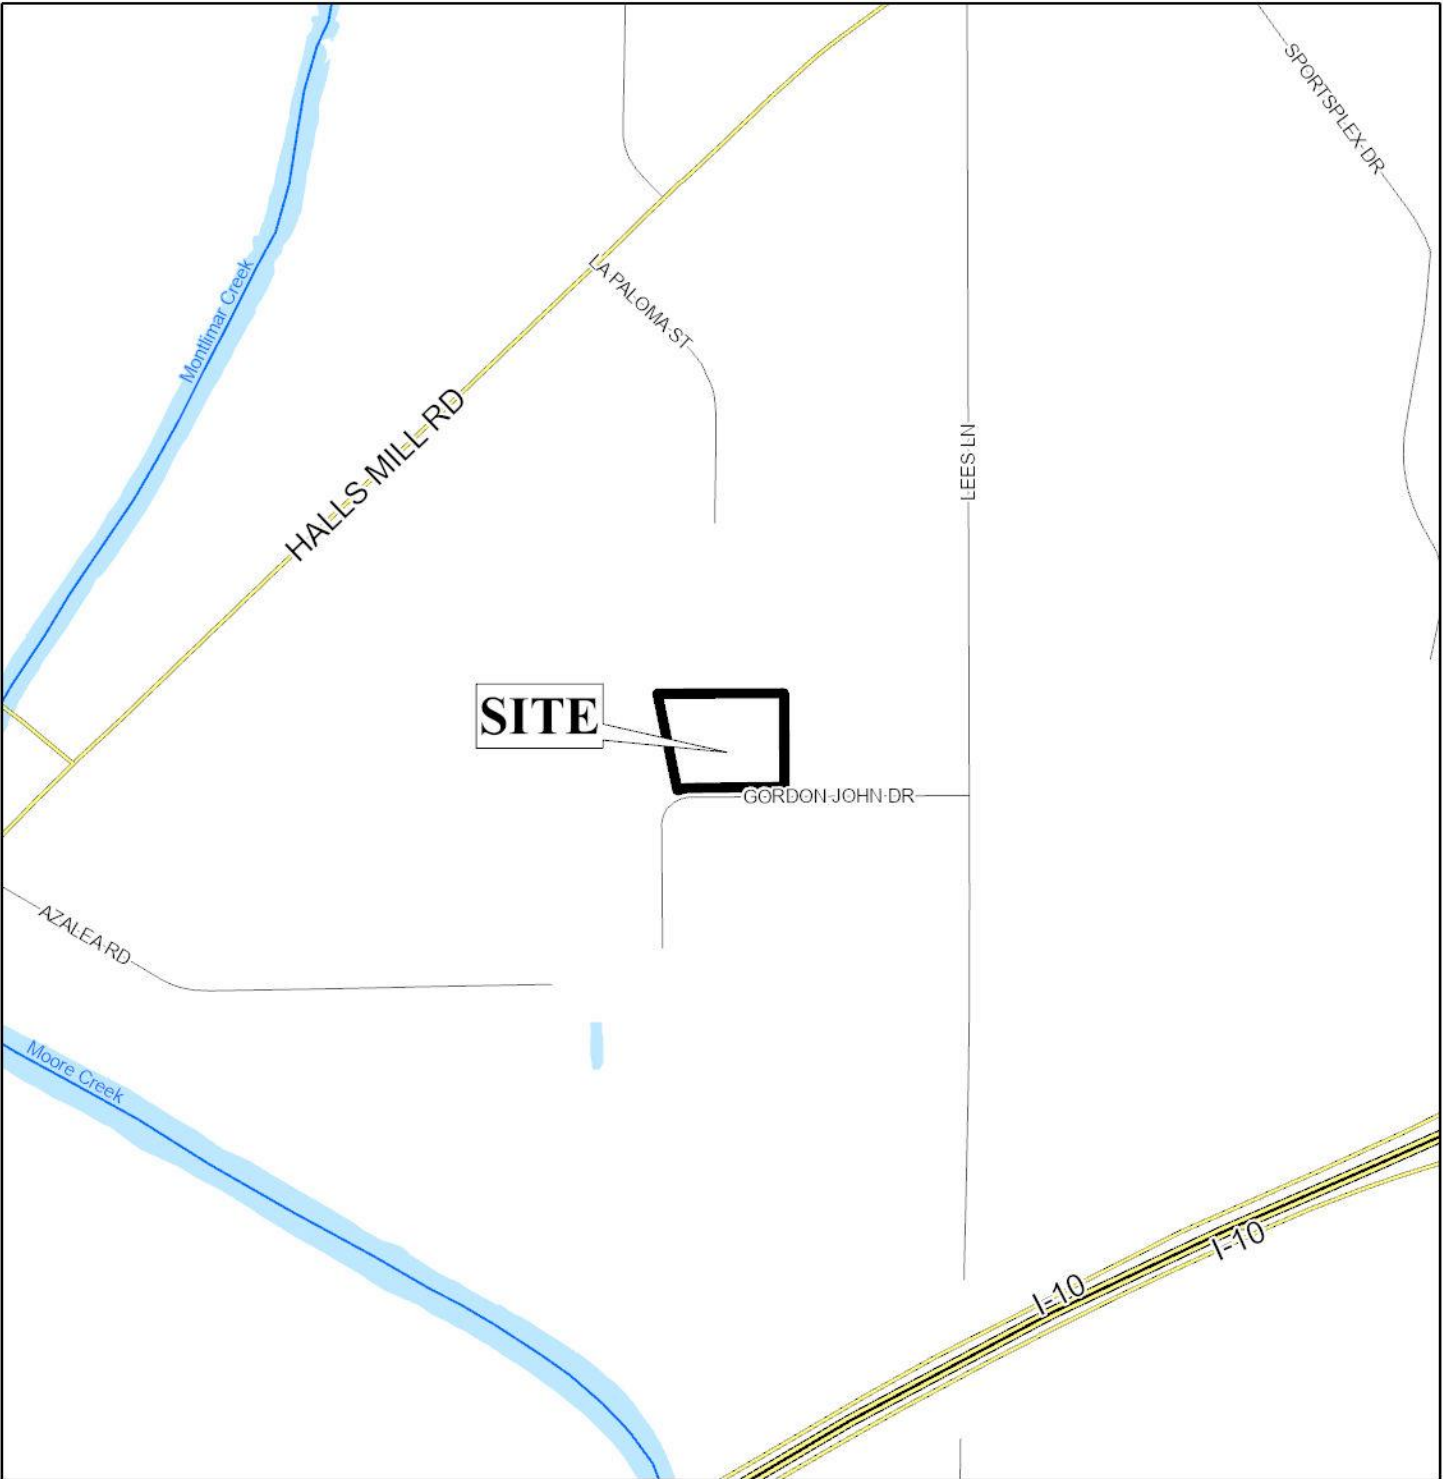 SPORTSPLEX DR
Montlimar Creek
LA PALOMA ST
HALLS MILL RD
LEES LN
SITE
GORDON JOHN DR
AZALEA RD
Moore Creek
I-10
I-10